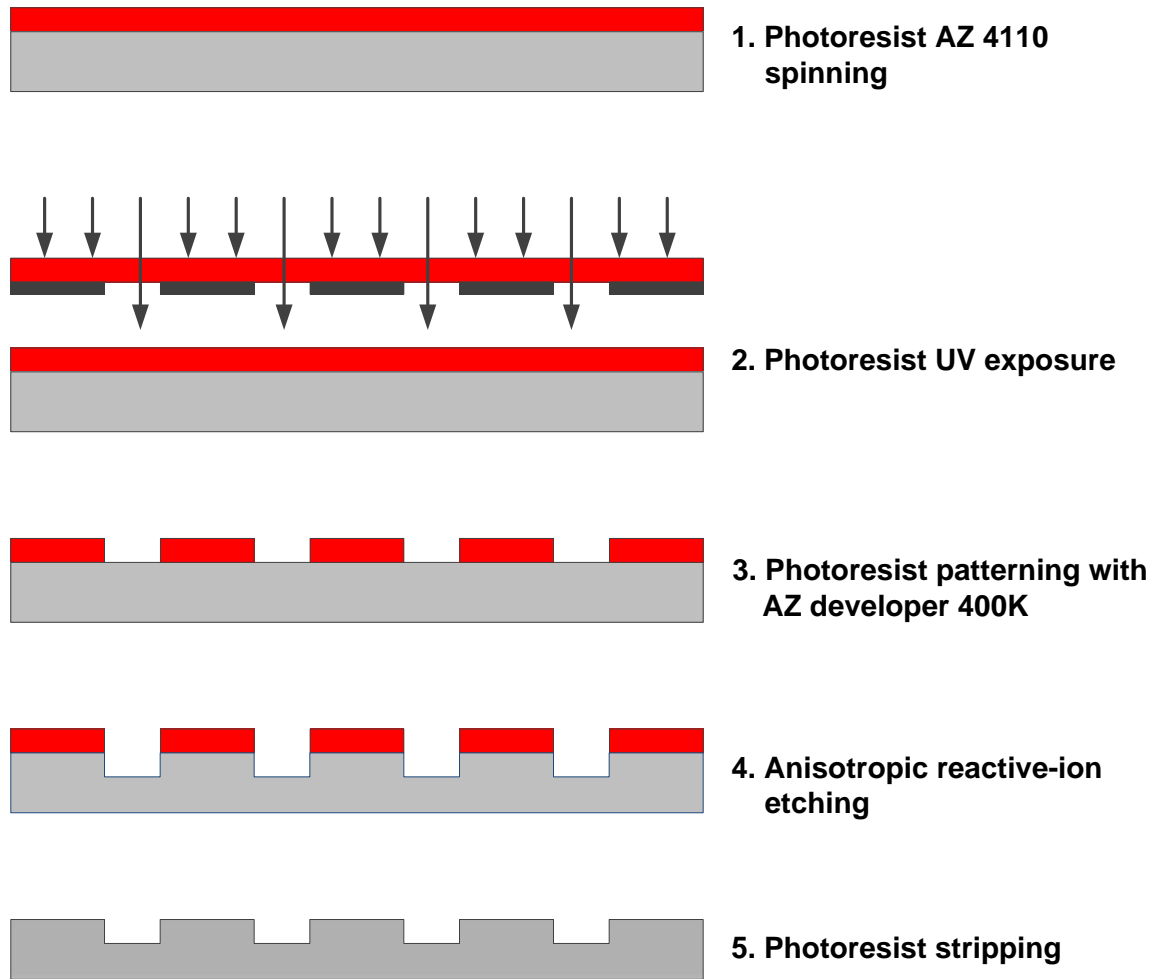 1. Photoresist AZ 4110
spinning
2. Photoresist UV exposure
3. Photoresist patterning with
AZ developer 400K
4. Anisotropic reactive-ion
etching
5. Photoresist stripping